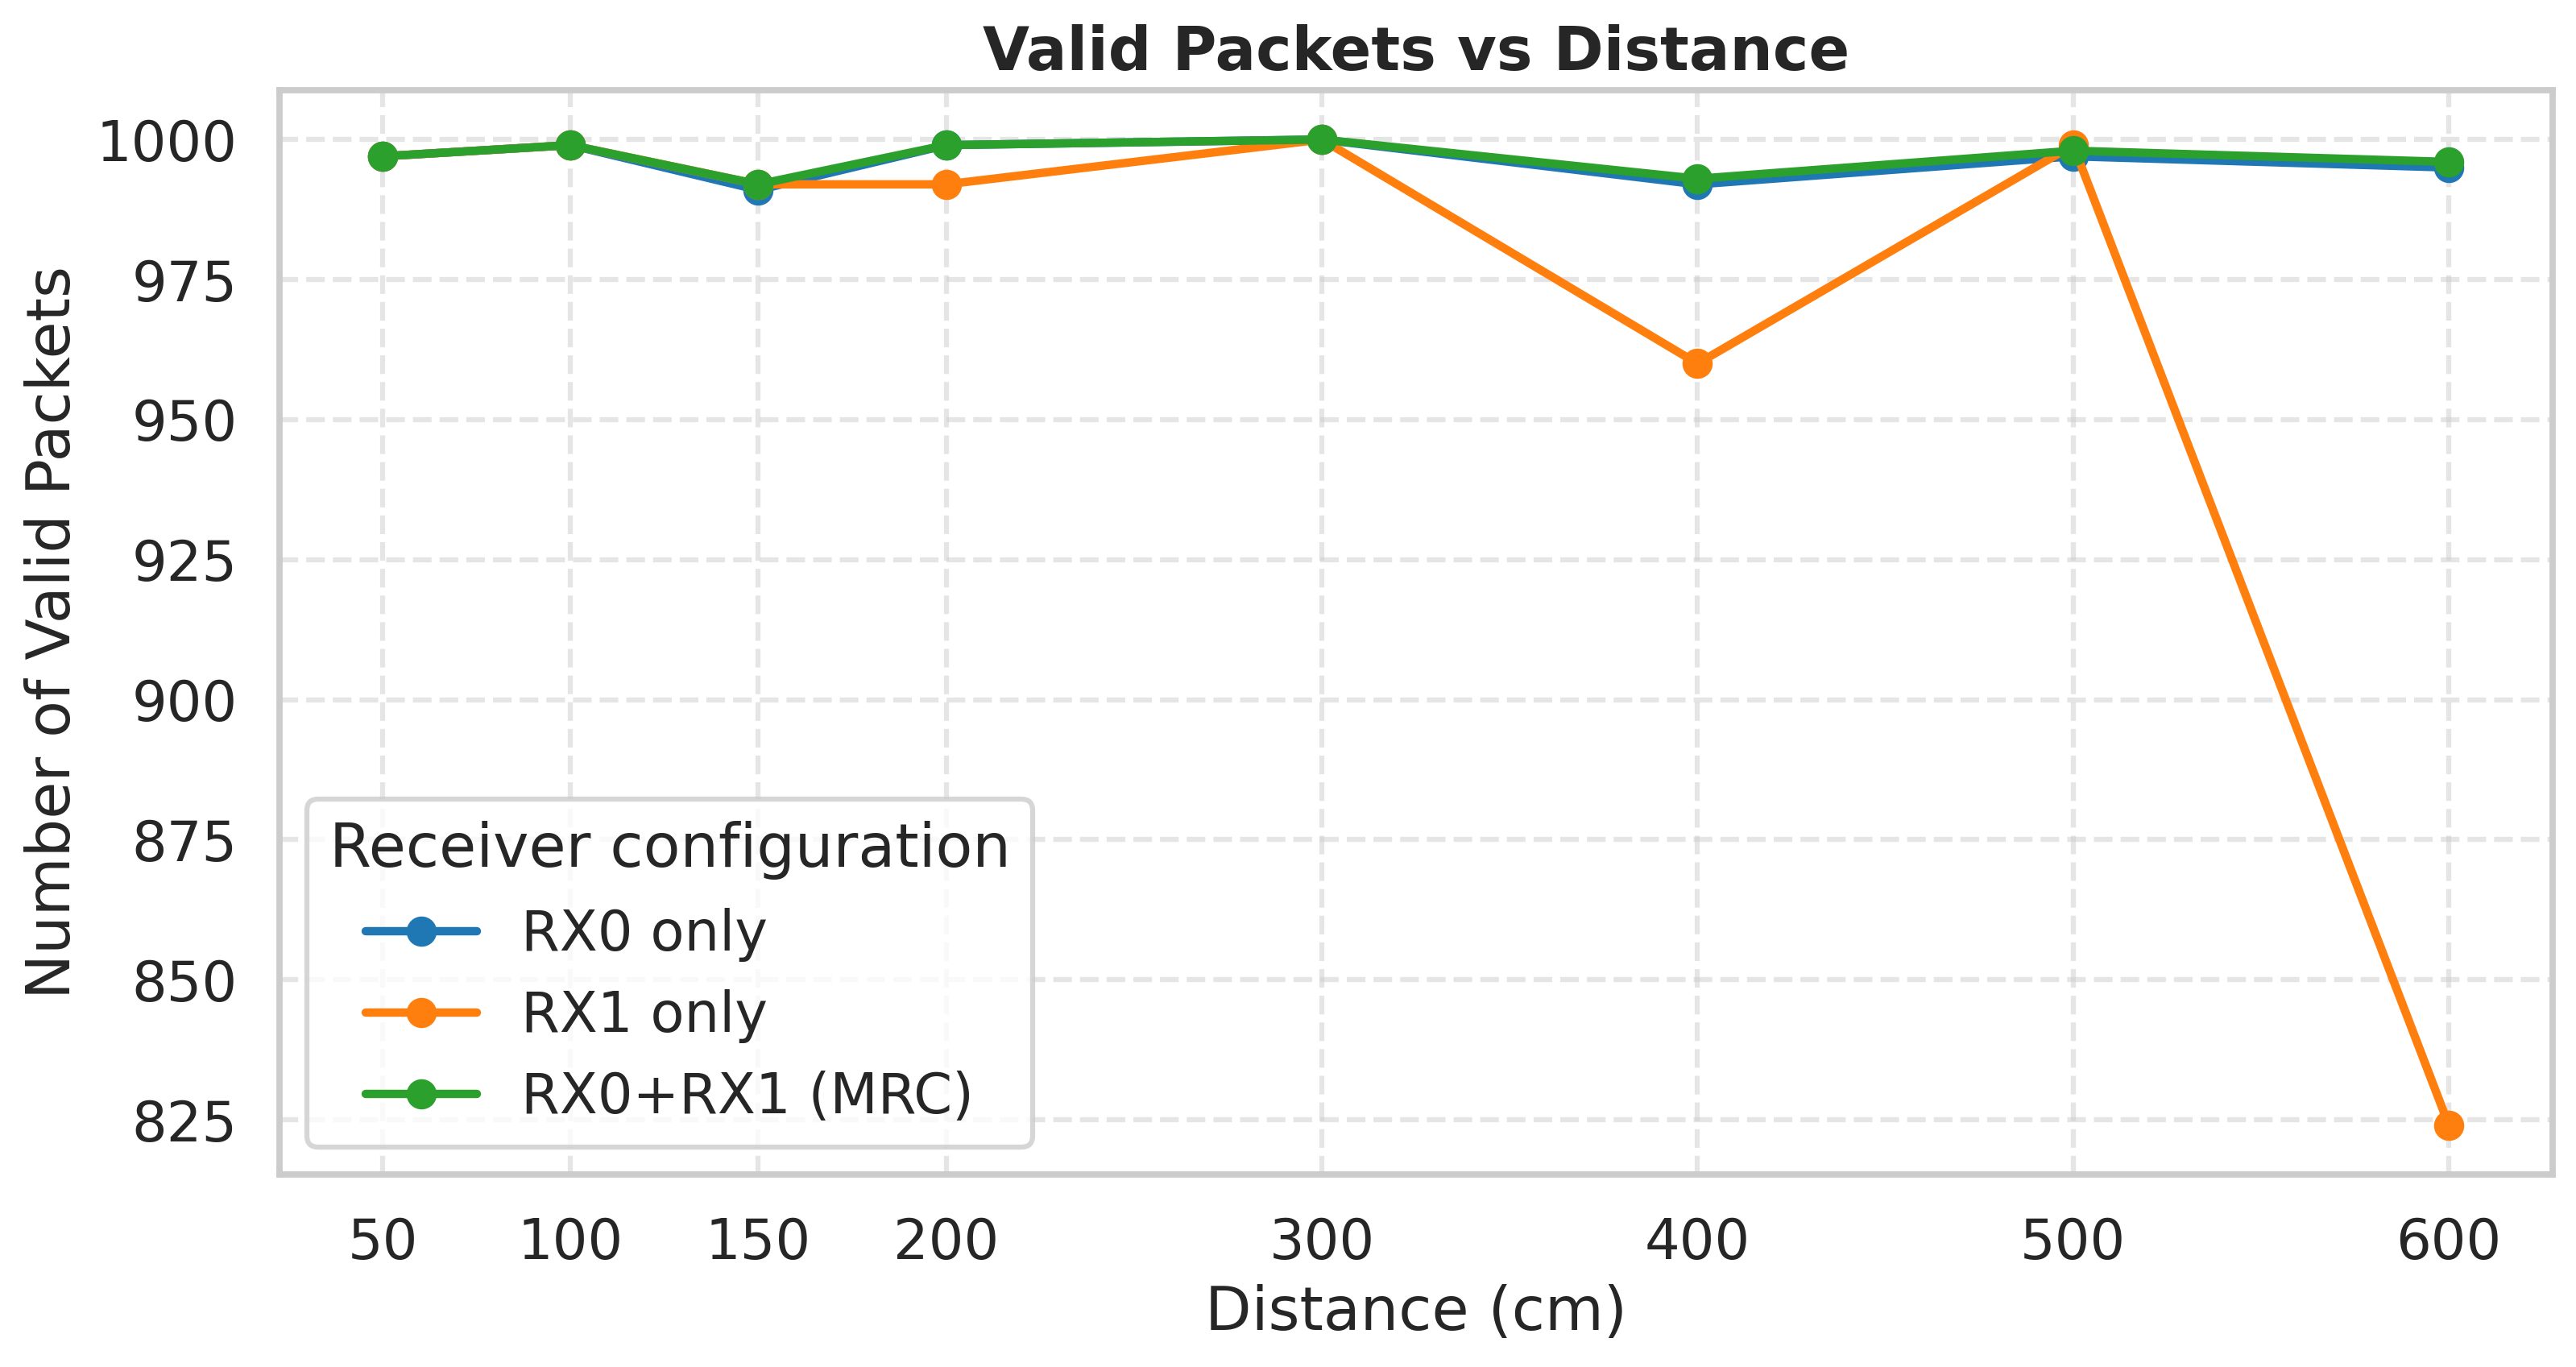 Valid Packets vs Distance
Number of Valid Packets
1000
975
950
925
900
875
850
825
Receiver configuration
RX0 only
RX1 only
RX0+RX1 (MRC)
50 100 150 200 300 400 500 600
Distance (cm)